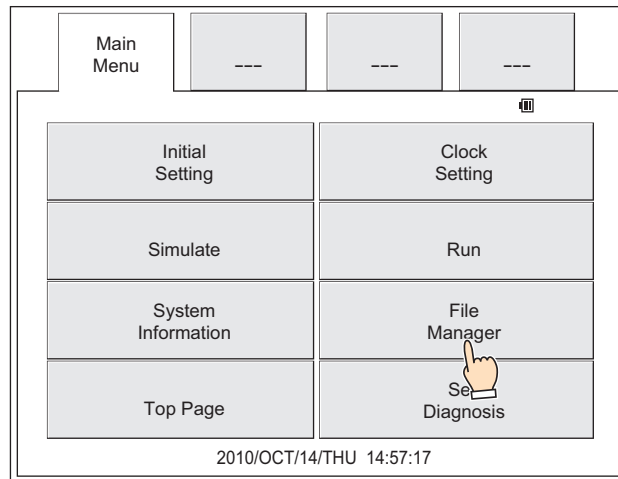 Main
Menu
---
---
---
Initial
Setting
Clock
Setting
Simulate
Run
System
Information
File
Manager
Top Page
Se
Diagnosis
2010/OCT/14/THU 14:57:17